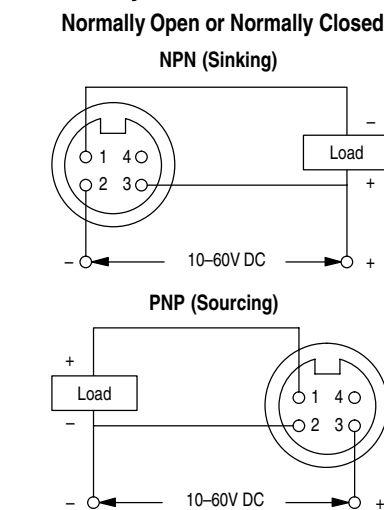 Normally Open or Normally Closed
NPN (Sinking)
–
1 4
Load
2 3
+
– 10–60V DC +
PNP (Sourcing)
+
Load
1 4
–
2 3
– 10–60V DC +